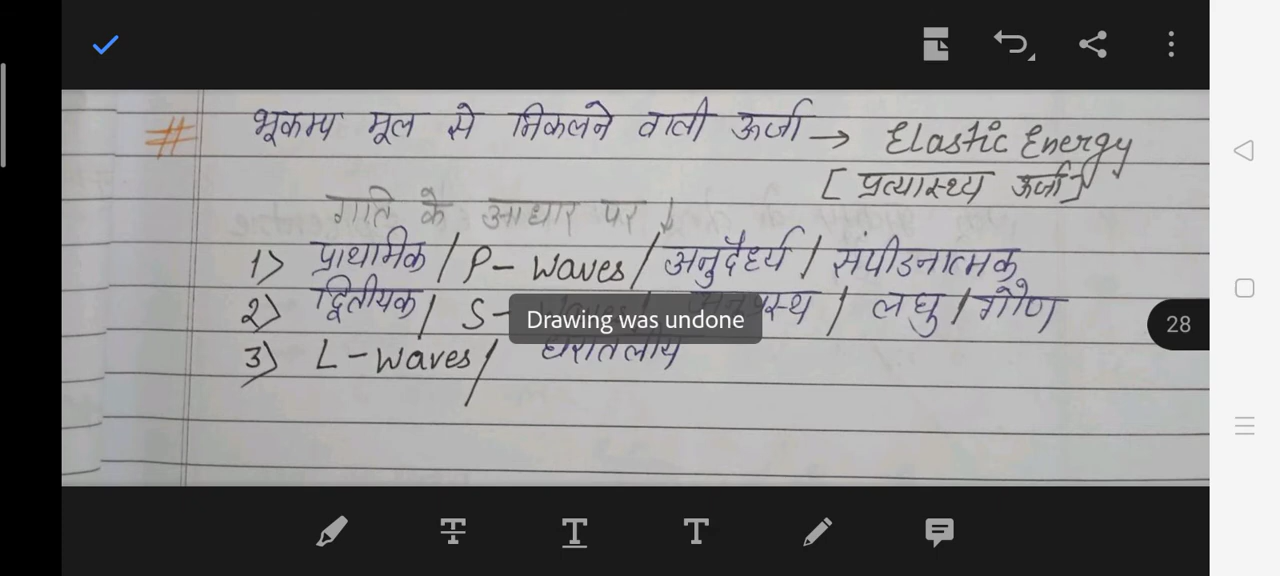 # भूकम्प मूल से निकलने वाली ऊर्जा → Elastic Energy
[प्रत्यास्थ्य ऊर्जा]
गति के आधार पर ↓
1) प्राथमिक / P-waves / अनुदैर्ध्य / संपीडनात्मक
2) द्वितीयक / S- / लघु / गौण
Drawing was undone
28
3) L-waves / धरातलीय